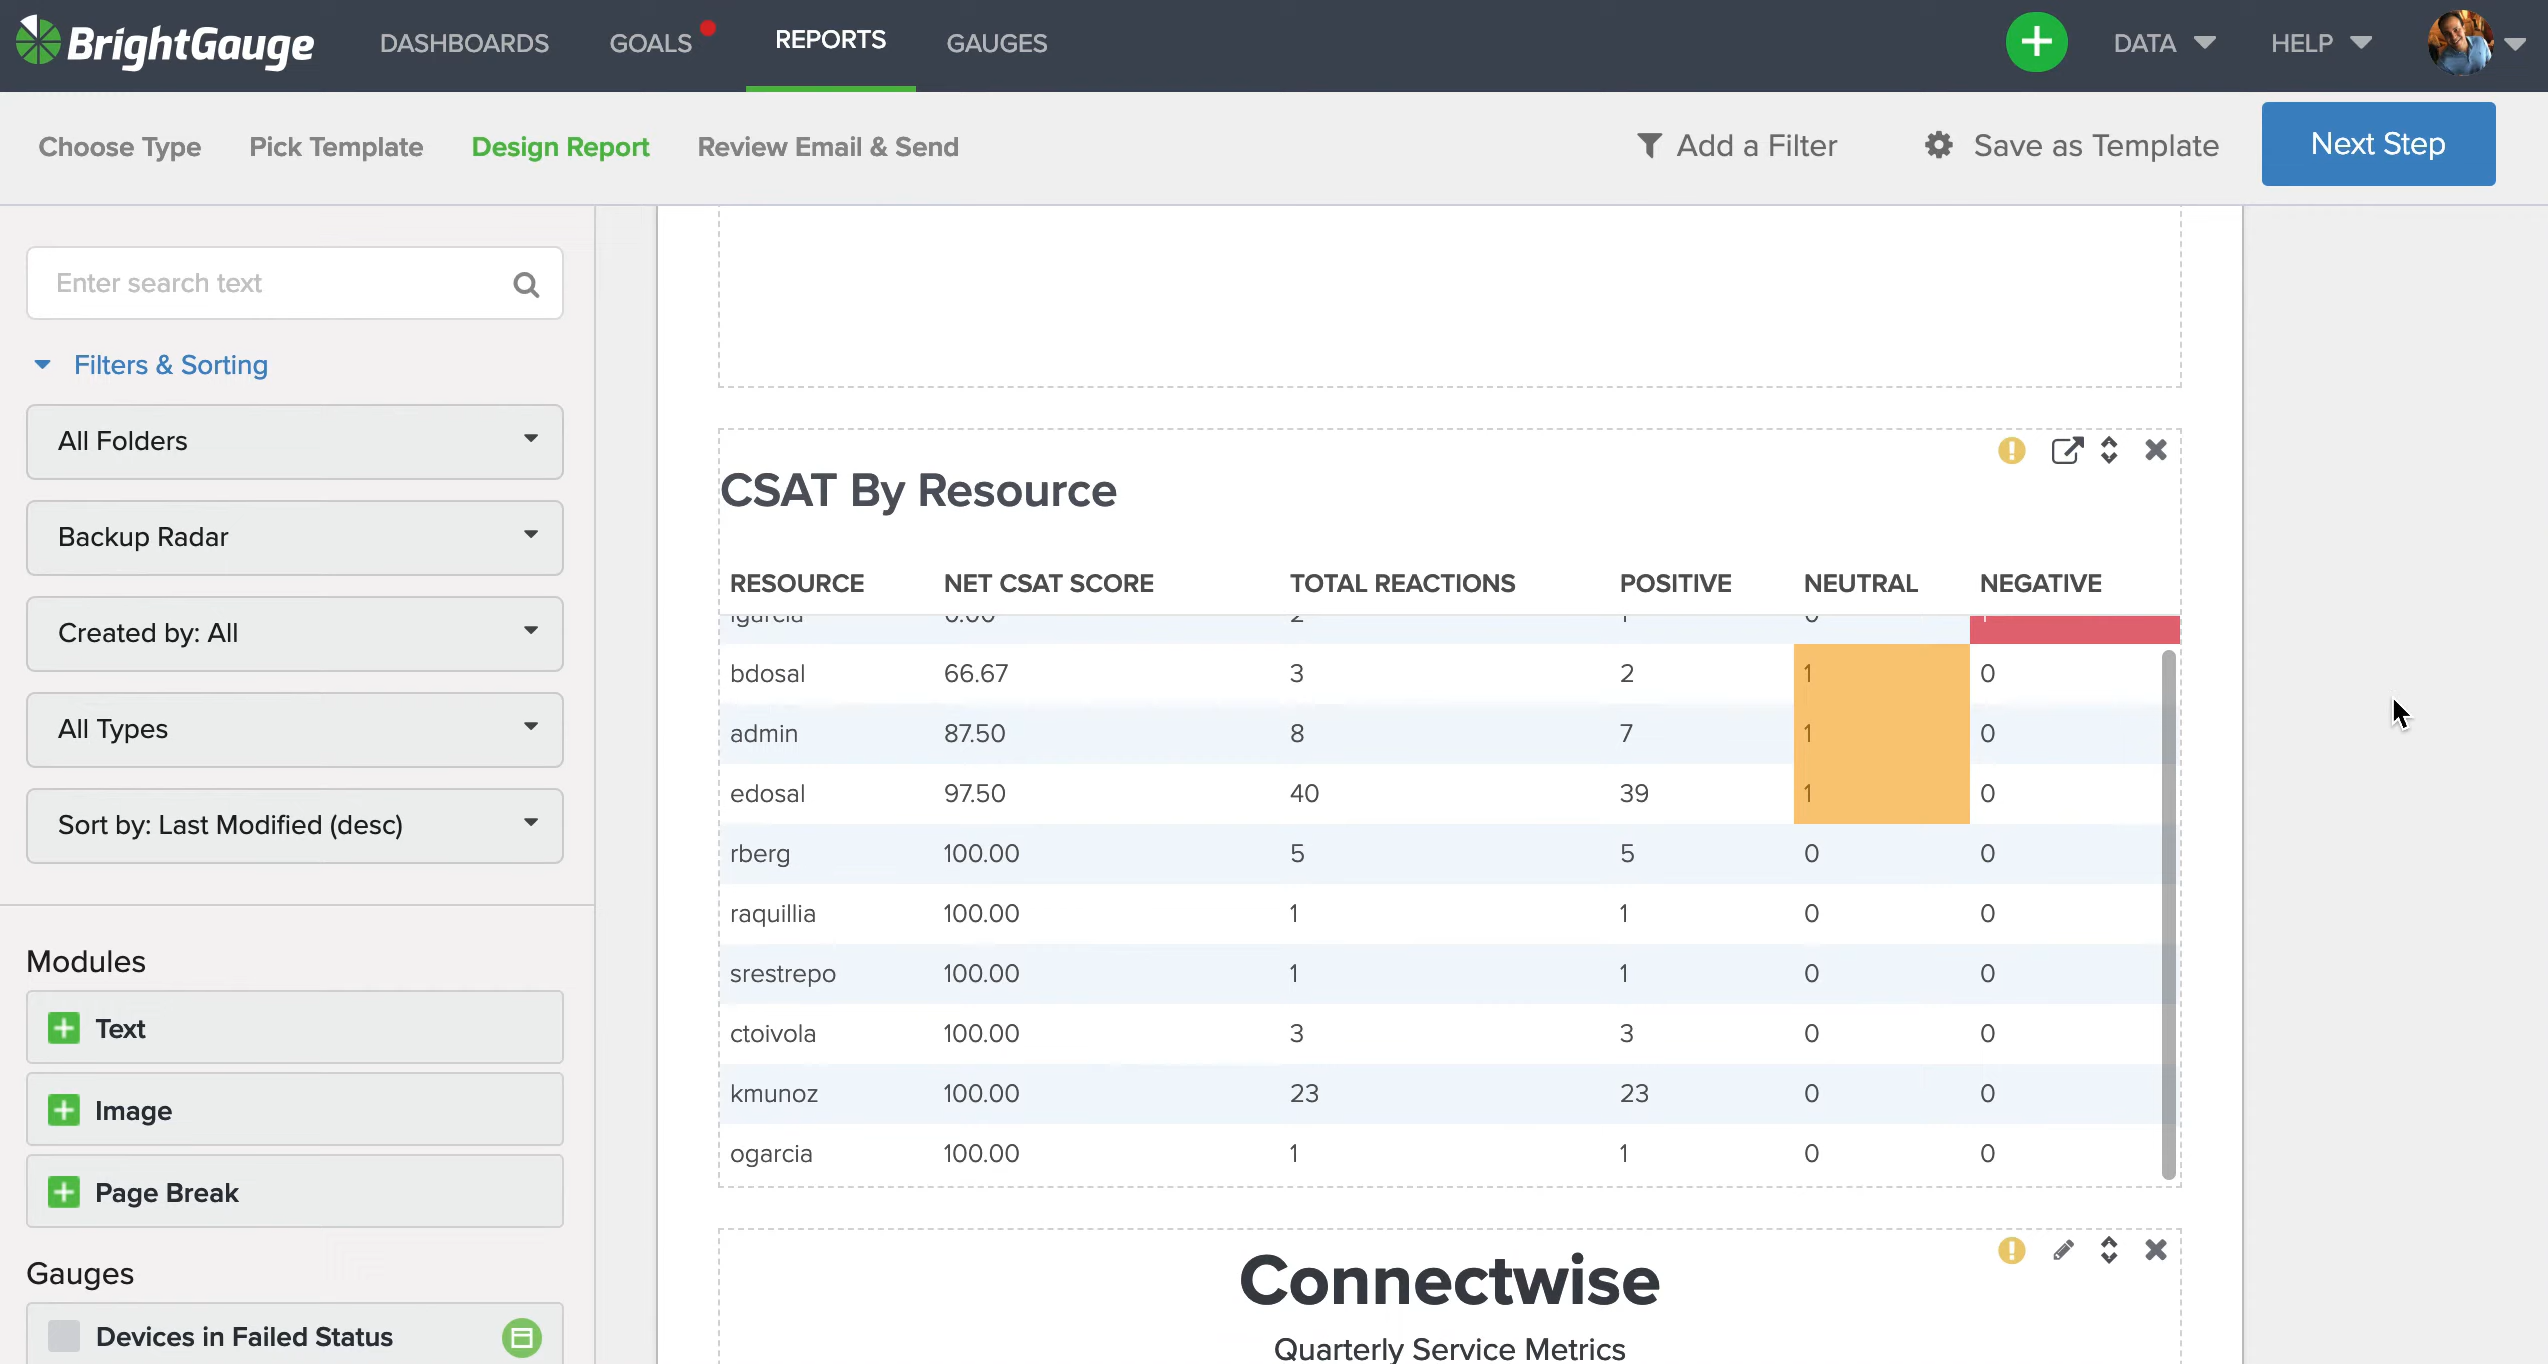 BrightGauge DASHBOARDS GOALS REPORTS GAUGES DATA HELP
Choose Type Pick Template Design Report Review Email & Send Add a Filter Save as Template Next Step
Enter search text
Filters & Sorting
All Folders
Backup Radar
Created by: All
All Types
Sort by: Last Modified (desc)
Modules
Text
Image
Page Break
Gauges
Devices in Failed Status
CSAT By Resource
RESOURCE NET CSAT SCORE TOTAL REACTIONS POSITIVE NEUTRAL NEGATIVE
bdosal 66.67 3 2 1 0
admin 87.50 8 7 1 0
edosal 97.50 40 39 1 0
rberg 100.00 5 5 0 0
raquillia 100.00 1 1 0 0
srestrepo 100.00 1 1 0 0
ctoivola 100.00 3 3 0 0
kmunoz 100.00 23 23 0 0
ogarcia 100.00 1 1 0 0
Connectwise
Quarterly Service Metrics